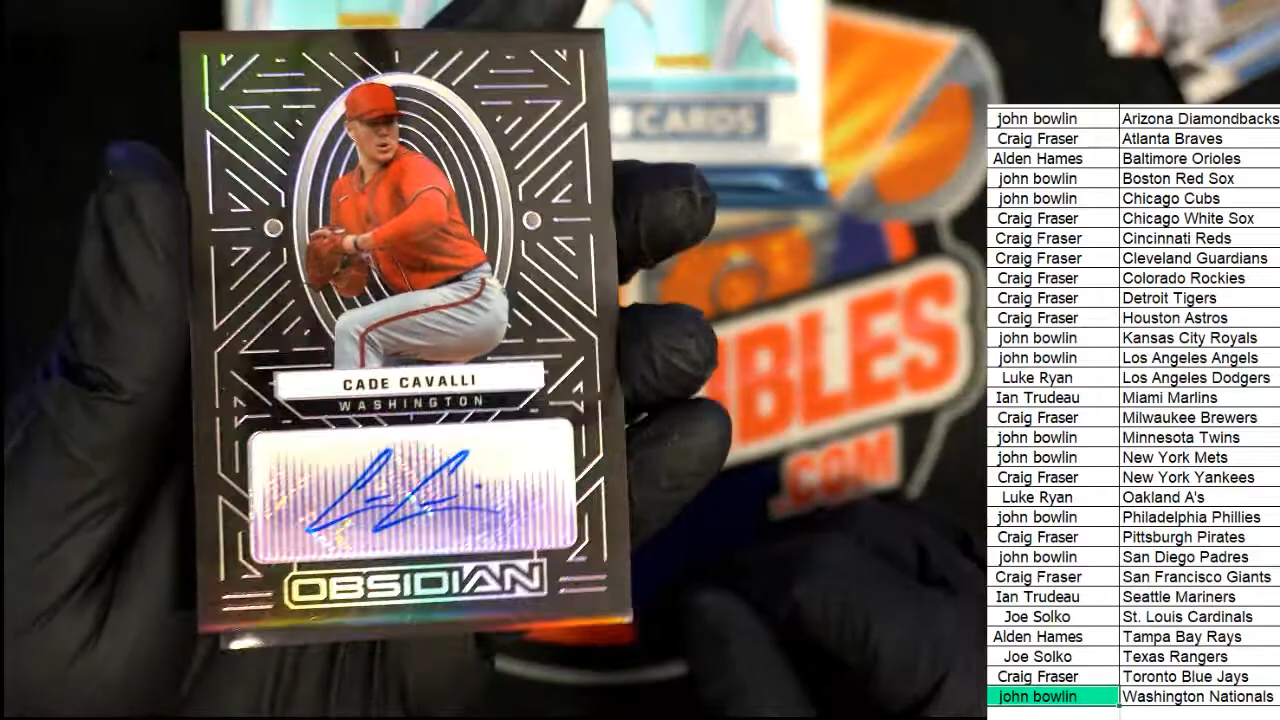 CARDS
BLES
.COM
CADE CAVALLI
WASHINGTON
OBSIDIAN
john bowlin Arizona Diamondbacks
Craig Fraser Atlanta Braves
Alden Hames Baltimore Orioles
john bowlin Boston Red Sox
john bowlin Chicago Cubs
Craig Fraser Chicago White Sox
Craig Fraser Cincinnati Reds
Craig Fraser Cleveland Guardians
Craig Fraser Colorado Rockies
Craig Fraser Detroit Tigers
Craig Fraser Houston Astros
john bowlin Kansas City Royals
john bowlin Los Angeles Angels
Luke Ryan Los Angeles Dodgers
Ian Trudeau Miami Marlins
Craig Fraser Milwaukee Brewers
john bowlin Minnesota Twins
john bowlin New York Mets
Craig Fraser New York Yankees
Luke Ryan Oakland A's
john bowlin Philadelphia Phillies
Craig Fraser Pittsburgh Pirates
john bowlin San Diego Padres
Craig Fraser San Francisco Giants
Ian Trudeau Seattle Mariners
Joe Solko St. Louis Cardinals
Alden Hames Tampa Bay Rays
Joe Solko Texas Rangers
Craig Fraser Toronto Blue Jays
john bowlin Washington Nationals